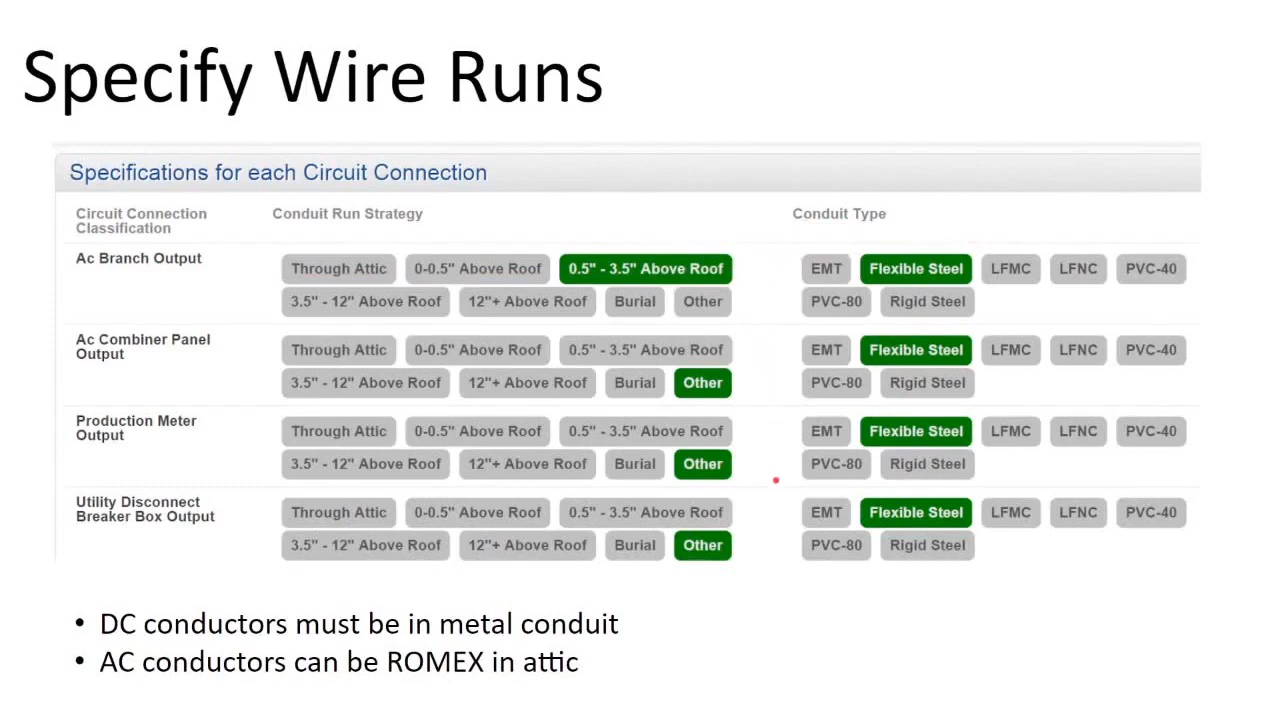 Specify Wire Runs
Specifications for each Circuit Connection
Circuit Connection Classification
Conduit Run Strategy
Conduit Type
Ac Branch Output
Through Attic 0-0.5" Above Roof 0.5" - 3.5" Above Roof
3.5" - 12" Above Roof 12"+ Above Roof Burial Other
EMT Flexible Steel LFMC LFNC PVC-40
PVC-80 Rigid Steel
Ac Combiner Panel
Output
Through Attic 0-0.5" Above Roof 0.5" - 3.5" Above Roof
3.5" - 12" Above Roof 12"+ Above Roof Burial Other
EMT Flexible Steel LFMC LFNC PVC-40
PVC-80 Rigid Steel
Production Meter
Output
Through Attic 0-0.5" Above Roof 0.5" - 3.5" Above Roof
3.5" - 12" Above Roof 12"+ Above Roof Burial Other
EMT Flexible Steel LFMC LFNC PVC-40
PVC-80 Rigid Steel
Utility Disconnect
Breaker Box Output
Through Attic 0-0.5" Above Roof 0.5" - 3.5" Above Roof
3.5" - 12" Above Roof 12"+ Above Roof Burial Other
EMT Flexible Steel LFMC LFNC PVC-40
PVC-80 Rigid Steel
• DC conductors must be in metal conduit
• AC conductors can be ROMEX in attic